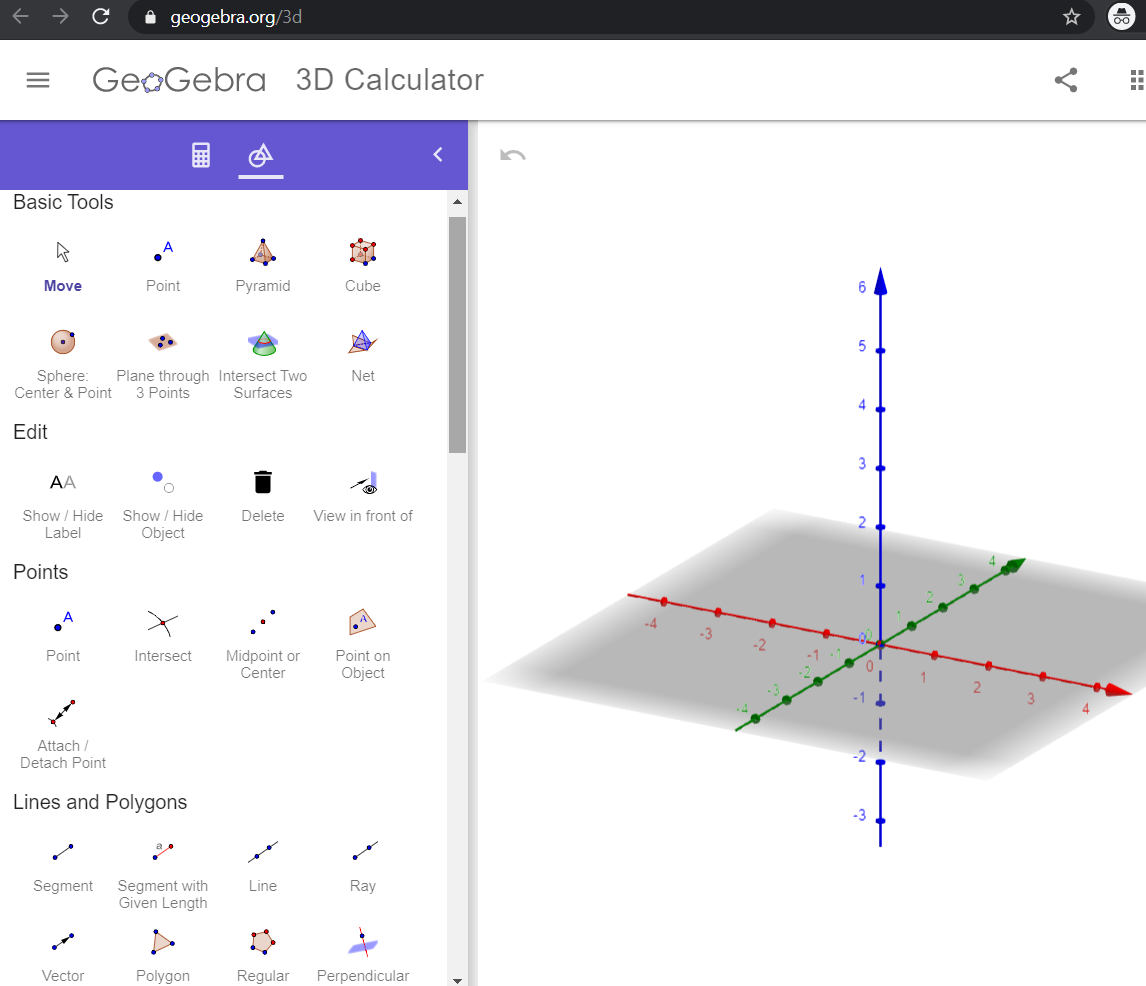 geogebra.org/3d
GeoGebra 3D Calculator
Basic Tools
A
Move Point Pyramid Cube
Sphere: Plane through Intersect Two Net
Center & Point 3 Points Surfaces
Edit
AA
Show / Hide Show / Hide Delete View in front of
Label Object
Points
A A
Point Intersect Midpoint or Point on
Center Object
Attach /
Detach Point
Lines and Polygons
a
Segment Segment with Line Ray
Given Length
Vector Polygon Regular Perpendicular
6
5
4
3
2
1
0
-1
-2
-3
-4 -3 -2 -1 0 1 2 3 4
-4 -3 -2 -1 0 1 2 3 4